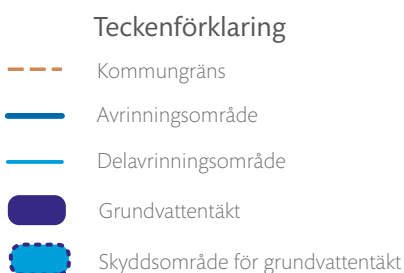 Teckenförklaring
Kommungräns
Avrinningsområde
Delavrinningsområde
Grundvattentäkt
Skyddsområde för grundvattentäkt